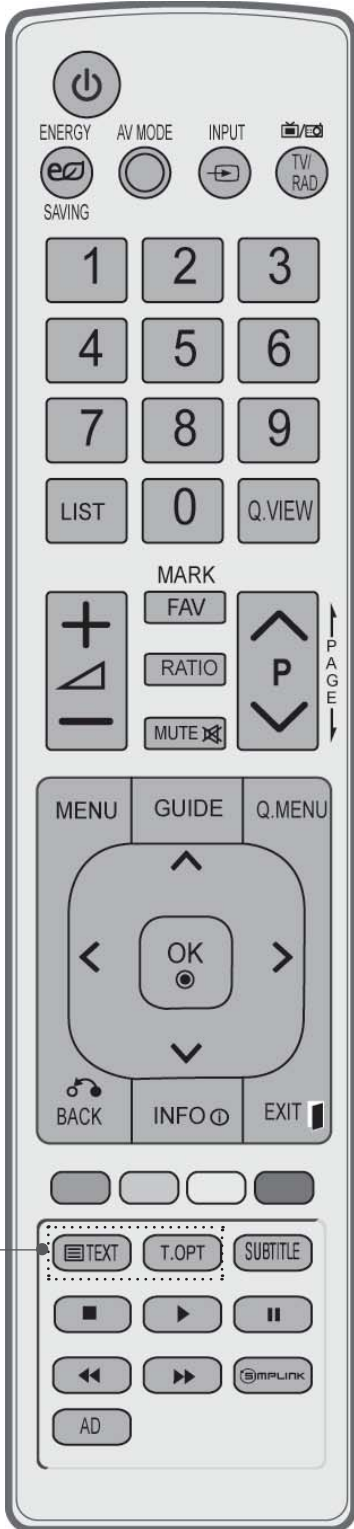 ENERGY AV MODE INPUT
TV/
RAD
SAVING
1 2 3
4 5 6
7 8 9
LIST 0 Q.VIEW
MARK
FAV
RATIO
P
PAGE
MUTE
MENU GUIDE Q.MENU
OK
BACK INFO EXIT
TEXT T.OPT SUBTITLE
SIMPLINK
AD